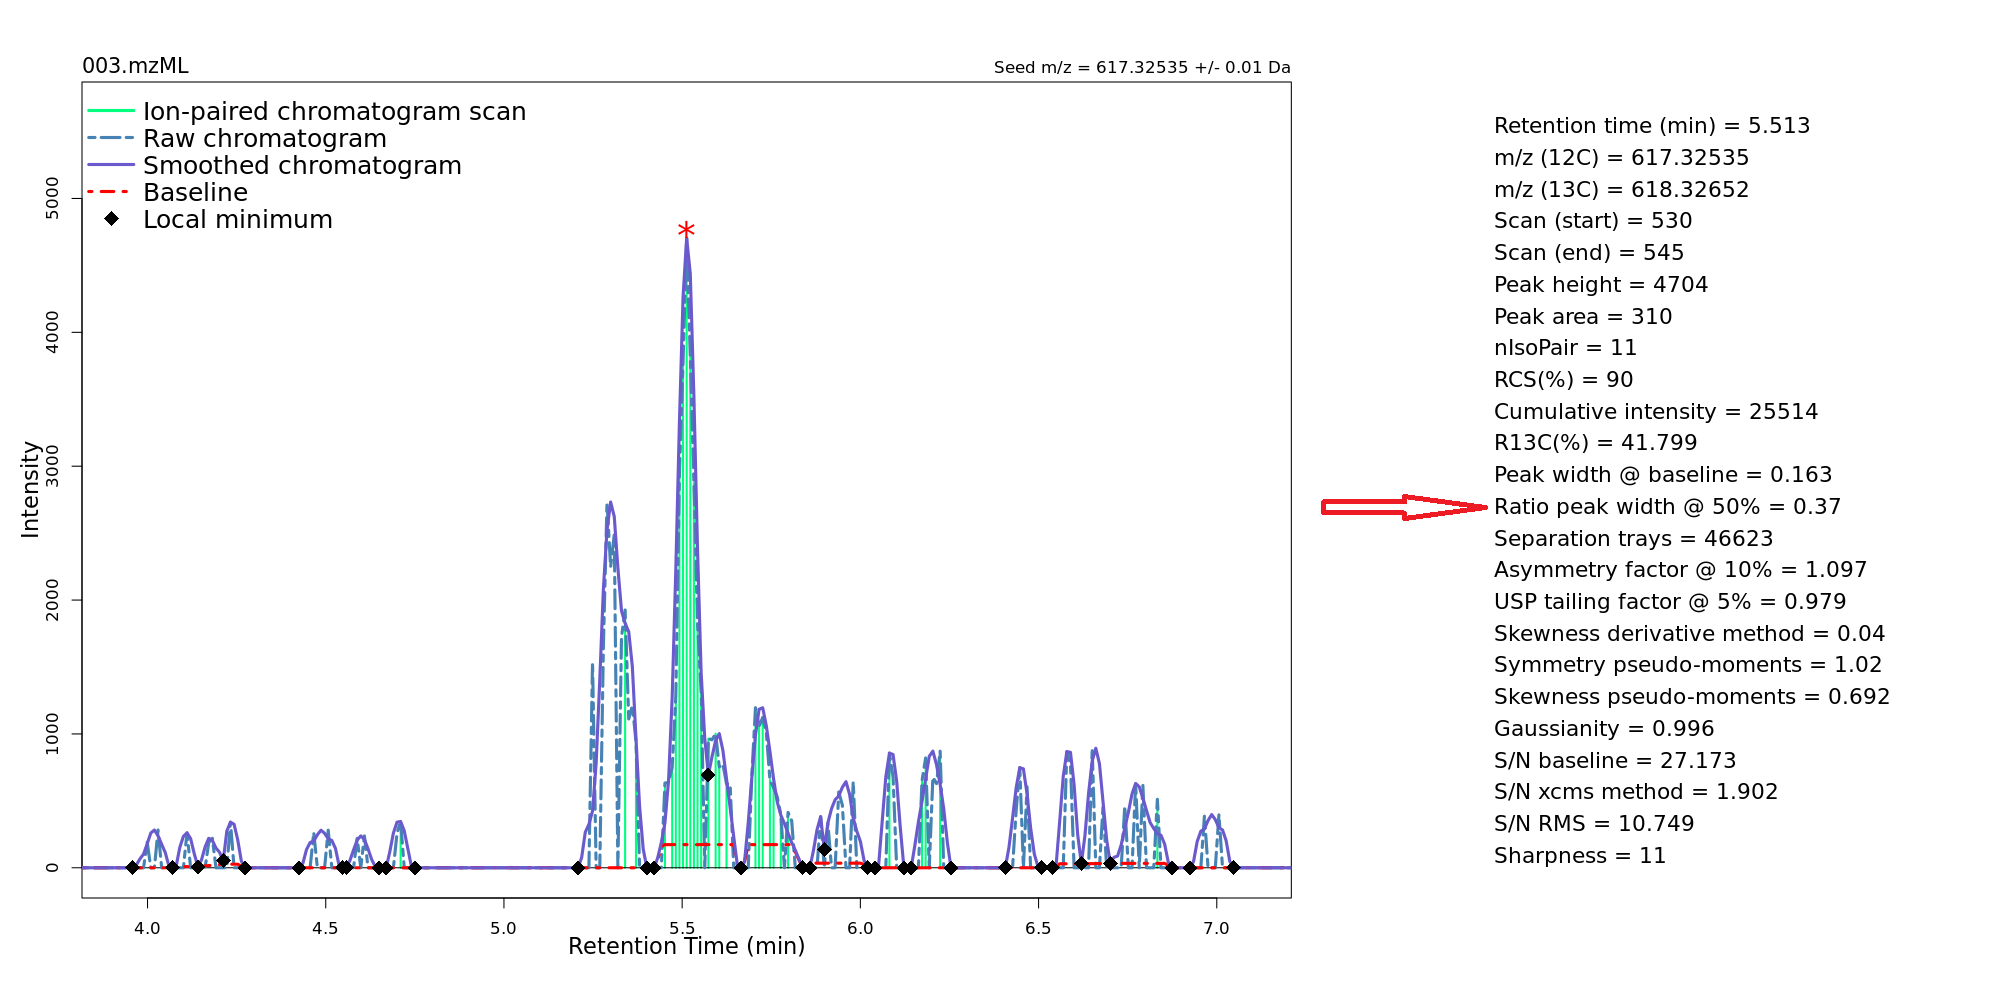 003.mzML
Seed m/z = 617.32535 +/- 0.01 Da
Ion-paired chromatogram scan
Raw chromatogram
Smoothed chromatogram
Baseline
Local minimum
Intensity
5000
4000
3000
2000
1000
0
4.0 4.5 5.0 5.5 6.0 6.5 7.0
Retention Time (min)
Retention time (min) = 5.513
m/z (12C) = 617.32535
m/z (13C) = 618.32652
Scan (start) = 530
Scan (end) = 545
Peak height = 4704
Peak area = 310
nIsoPair = 11
RCS(%) = 90
Cumulative intensity = 25514
R13C(%) = 41.799
Peak width @ baseline = 0.163
Ratio peak width @ 50% = 0.37
Separation trays = 46623
Asymmetry factor @ 10% = 1.097
USP tailing factor @ 5% = 0.979
Skewness derivative method = 0.04
Symmetry pseudo-moments = 1.02
Skewness pseudo-moments = 0.692
Gaussianity = 0.996
S/N baseline = 27.173
S/N xcms method = 1.902
S/N RMS = 10.749
Sharpness = 11